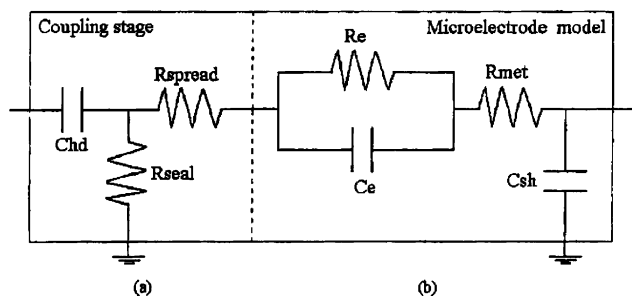 Coupling stage
Microelectrode model
Re
Rspread
Rmet
Chd
Rseal
Ce
Csh
(a)
(b)